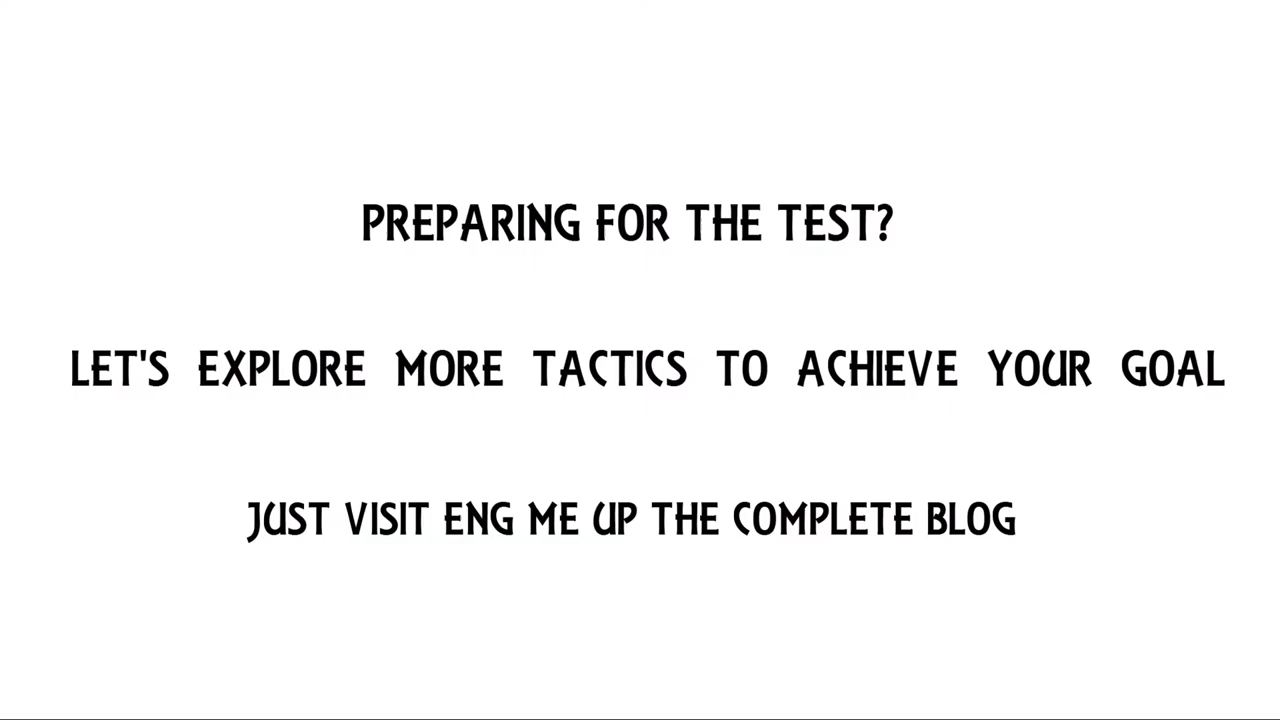 PREPARING FOR THE TEST?
LET'S EXPLORE MORE TACTICS TO ACHIEVE YOUR GOAL
JUST VISIT ENG ME UP THE COMPLETE BLOG